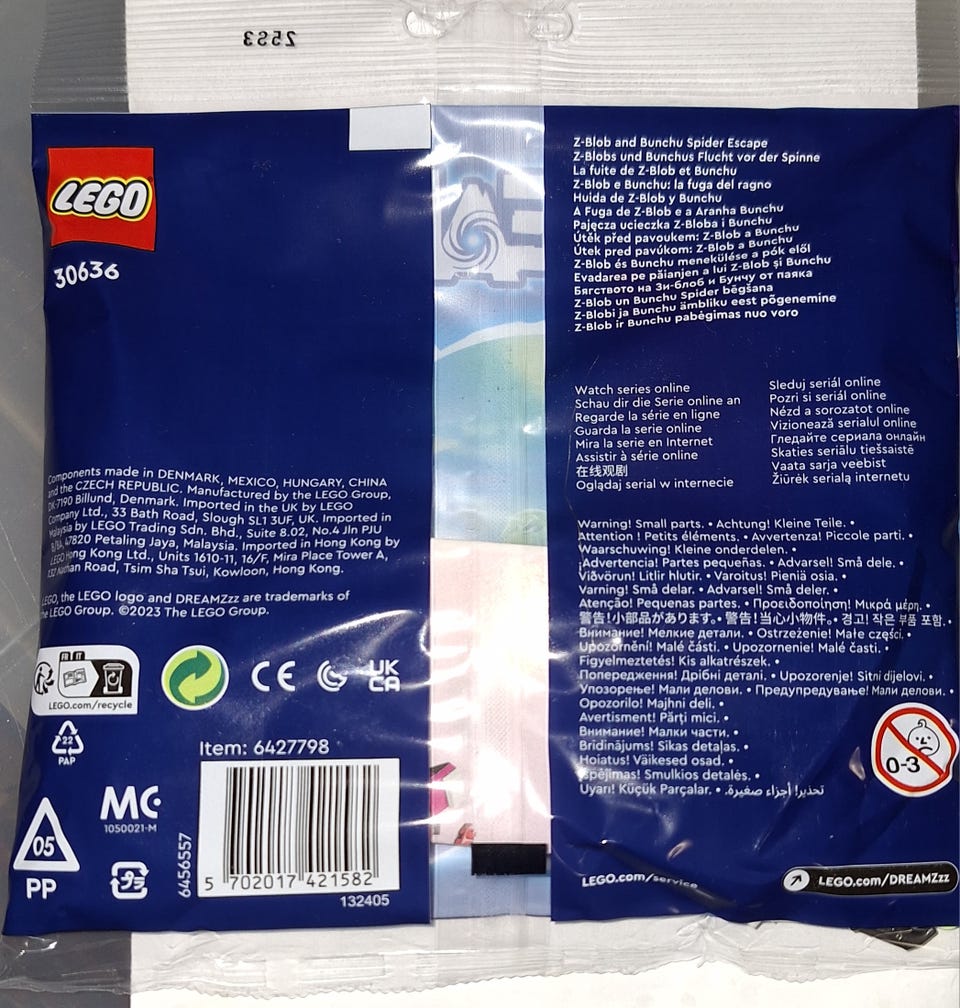 25S3
LEGO
30636
Components made in DENMARK, MEXICO, HUNGARY, CHINA
and the CZECH REPUBLIC. Manufactured by the LEGO Group,
DK-7190 Billund, Denmark. Imported in the UK by LEGO
Company Ltd., 33 Bath Road, Slough SL1 3UF, UK. Imported in
Malaysia by LEGO Trading Sdn. Bhd., Suite 8.02, No.4 Jln PJU
47820 Petaling Jaya, Malaysia. Imported in Hong Kong by
LEGO Hong Kong Ltd., Units 1610-11, 16/F, Mira Place Tower A,
132 Nathan Road, Tsim Sha Tsui, Kowloon, Hong Kong.
LEGO, the LEGO logo and DREAMZzz are trademarks of
the LEGO Group. ©2023 The LEGO Group.
FR IT
LEGO.com/recycle
CE
UK
CA
22
PAP
Item: 6427798
MC
1050021-M
05
PP
6456557
5 702017 421582
132405
Z-Blob and Bunchu Spider Escape
Z-Blobs und Bunchus Flucht vor der Spinne
La fuite de Z-Blob et Bunchu
Z-Blob e Bunchu: la fuga del ragno
Huida de Z-Blob y Bunchu
A Fuga de Z-Blob e a Aranha Bunchu
Pajęcza ucieczka Z-Bloba i Bunchu
Útěk před pavoukem: Z-Blob a Bunchu
Útek pred pavúkom: Z-Blob a Bunchu
Z-Blob és Bunchu menekülése a pók elől
Evadarea pe păianjen a lui Z-Blob și Bunchu
Бягството на Зи-блоб и Бунчу от паяка
Z-Blob un Bunchu Spider bēgšana
Z-Blobi ja Bunchu ämbliku eest põgenemine
Z-Blob ir Bunchu pabėgimas nuo voro
Watch series online
Schau dir die Serie online an
Regarde la série en ligne
Guarda la serie online
Mira la serie en Internet
Assistir à série online
在线观剧
Oglądaj serial w internecie
Sleduj seriál online
Pozri si seriál online
Nézd a sorozatot online
Vizionează serialul online
Гледайте сериала онлайн
Skaties seriālu tiešsaistē
Vaata sarja veebist
Žiūrėk serialą internetu
Warning! Small parts. • Achtung! Kleine Teile. •
Attention ! Petits éléments. • Avvertenza! Piccole parti. •
Waarschuwing! Kleine onderdelen. •
¡Advertencia! Partes pequeñas. • Advarsel! Små dele. •
Viðvörun! Litlir hlutir. • Varoitus! Pieniä osia. •
Varning! Små delar. • Advarsel! Små deler. •
Atenção! Pequenas partes. • Προειδοποίηση! Μικρά μέρη. •
警告!小部品があります。• 警告!当心小物件。• 경고! 작은 부품 포함. •
Внимание! Мелкие детали. • Ostrzeżenie! Małe części. •
Upozornění! Malé části. • Upozornenie! Malé časti. •
Figyelmeztetés! Kis alkatrészek. •
Попередження! Дрібні деталі. • Upozorenje! Sitni dijelovi. •
Упозорење! Мали делови. • Предупредување! Мали делови. •
Opozorilo! Majhni deli. •
Avertisment! Părți mici. •
Внимание! Малки части. •
Brīdinājums! Sīkas detaļas. •
Hoiatus! Väikesed osad. •
Įspėjimas! Smulkios detalės. •
Uyarı! Küçük Parçalar. • تحذير! أجزاء صغيرة.
0-3
LEGO.com/service
LEGO.com/DREAMZzz